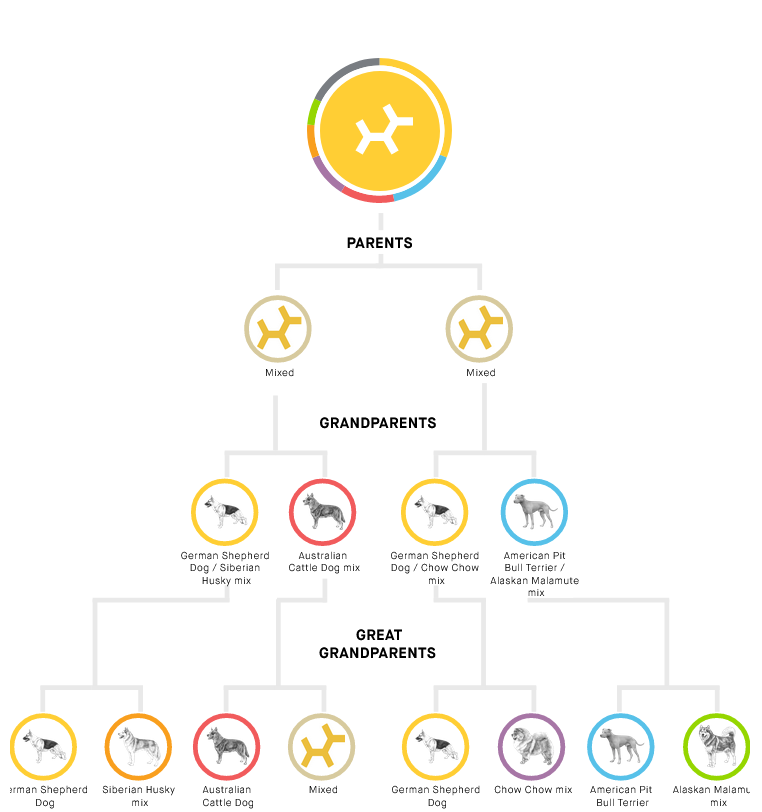 PARENTS
Mixed
Mixed
GRANDPARENTS
German Shepherd
Dog / Siberian
Husky mix
Australian
Cattle Dog mix
German Shepherd
Dog / Chow Chow
mix
American Pit
Bull Terrier /
Alaskan Malamute
mix
GREAT
GRANDPARENTS
rman Shepherd
Dog
Siberian Husky
mix
Australian
Cattle Dog
Mixed
German Shepherd
Dog
Chow Chow mix
American Pit
Bull Terrier
Alaskan Malamu
mix